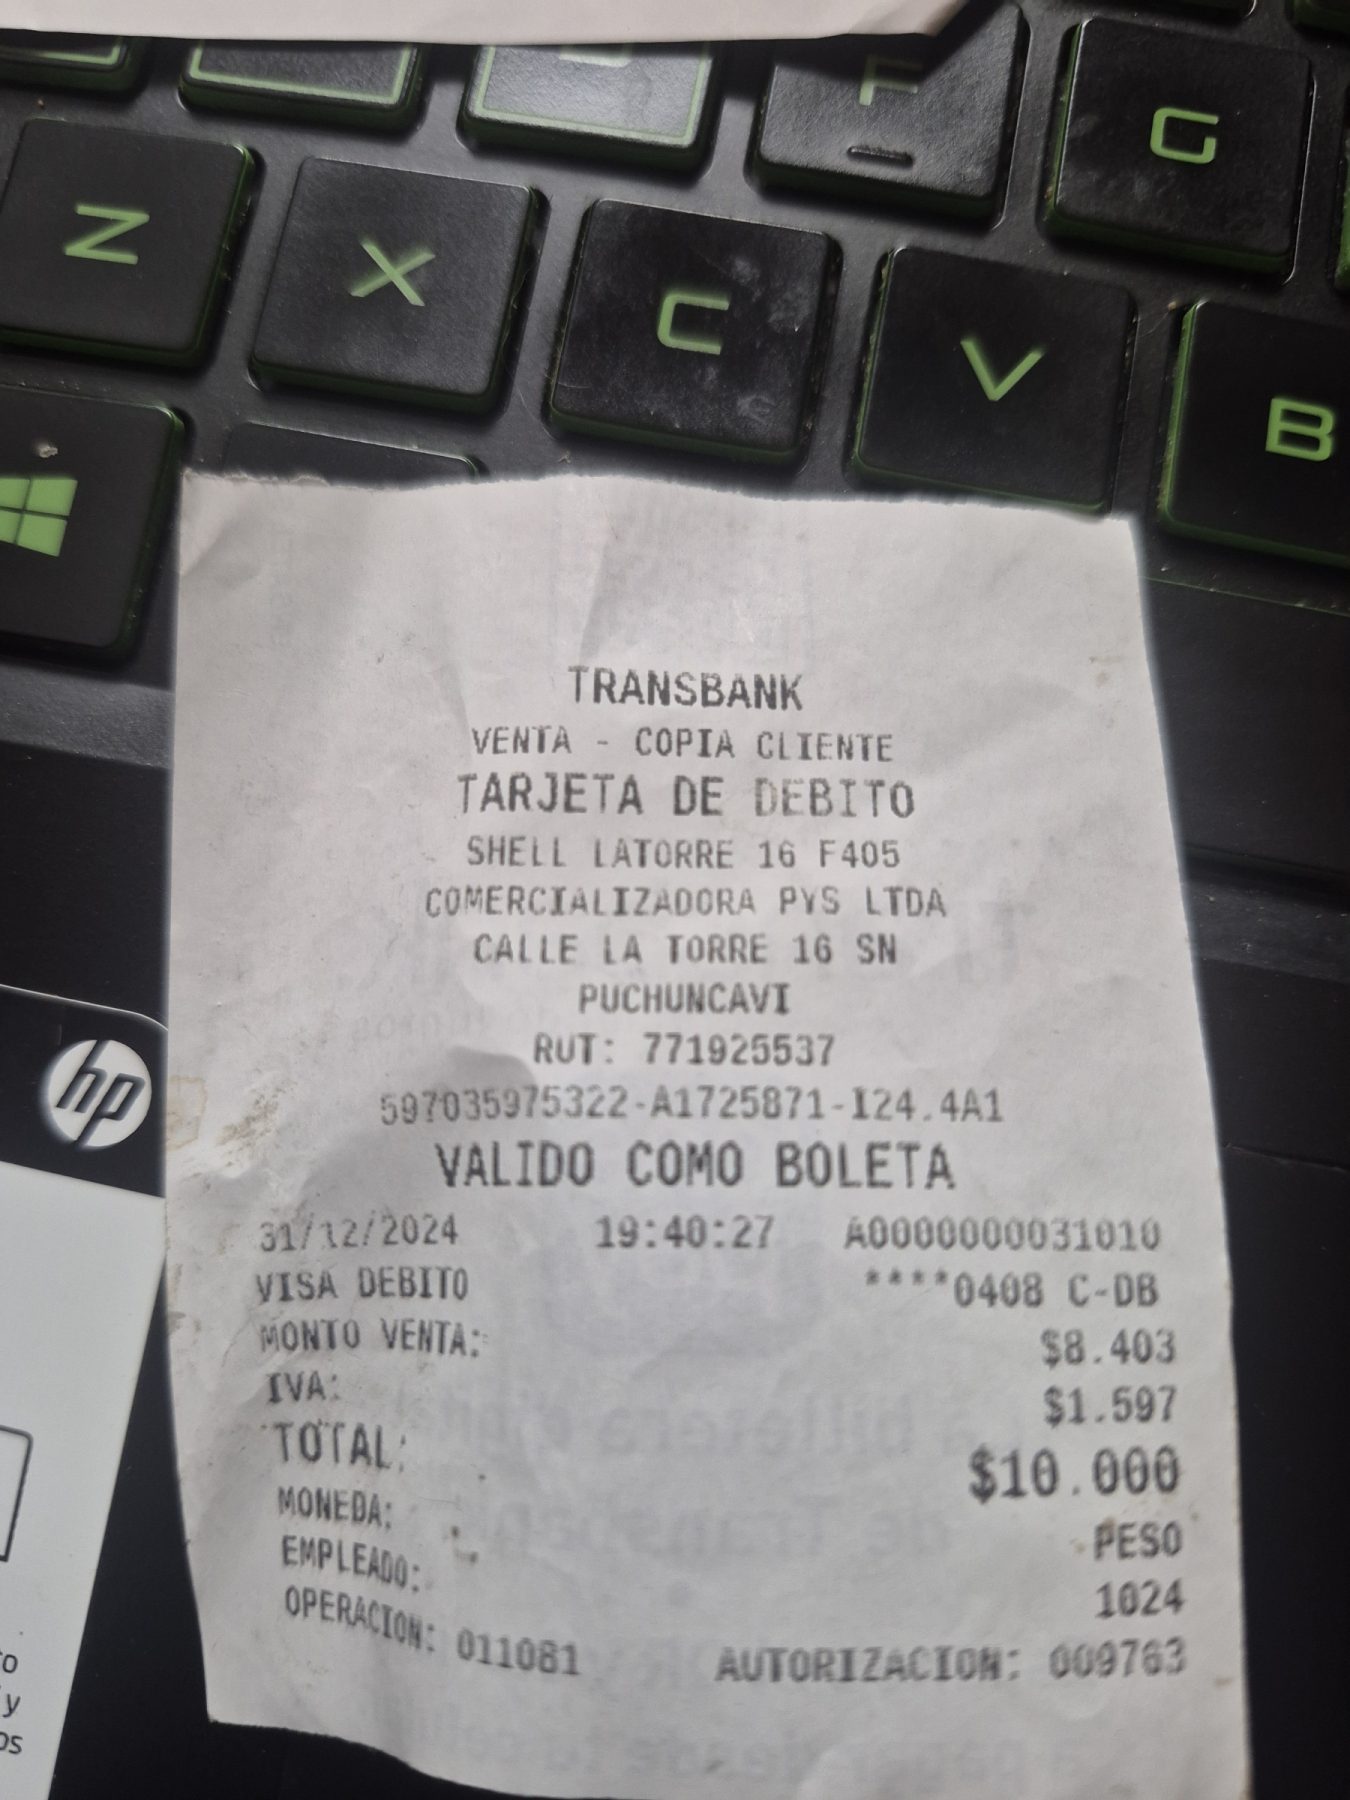 F
G
Z
X
C
V
B
TRANSBANK
VENTA - COPIA CLIENTE
TARJETA DE DEBITO
SHELL LATORRE 16 F405
COMERCIALIZADORA PYS LTDA
CALLE LA TORRE 16 SN
PUCHUNCAVI
RUT: 771925537
597035975322-A1725871-I24.4A1
VALIDO COMO BOLETA
31/12/2024 19:40:27 A0000000031010
VISA DEBITO ****0408 C-DB
MONTO VENTA: $8.403
IVA: $1.597
TOTAL: $10.000
MONEDA: PESO
EMPLEADO: 1024
OPERACION: 011081 AUTORIZACION: 009763
hp
y
os